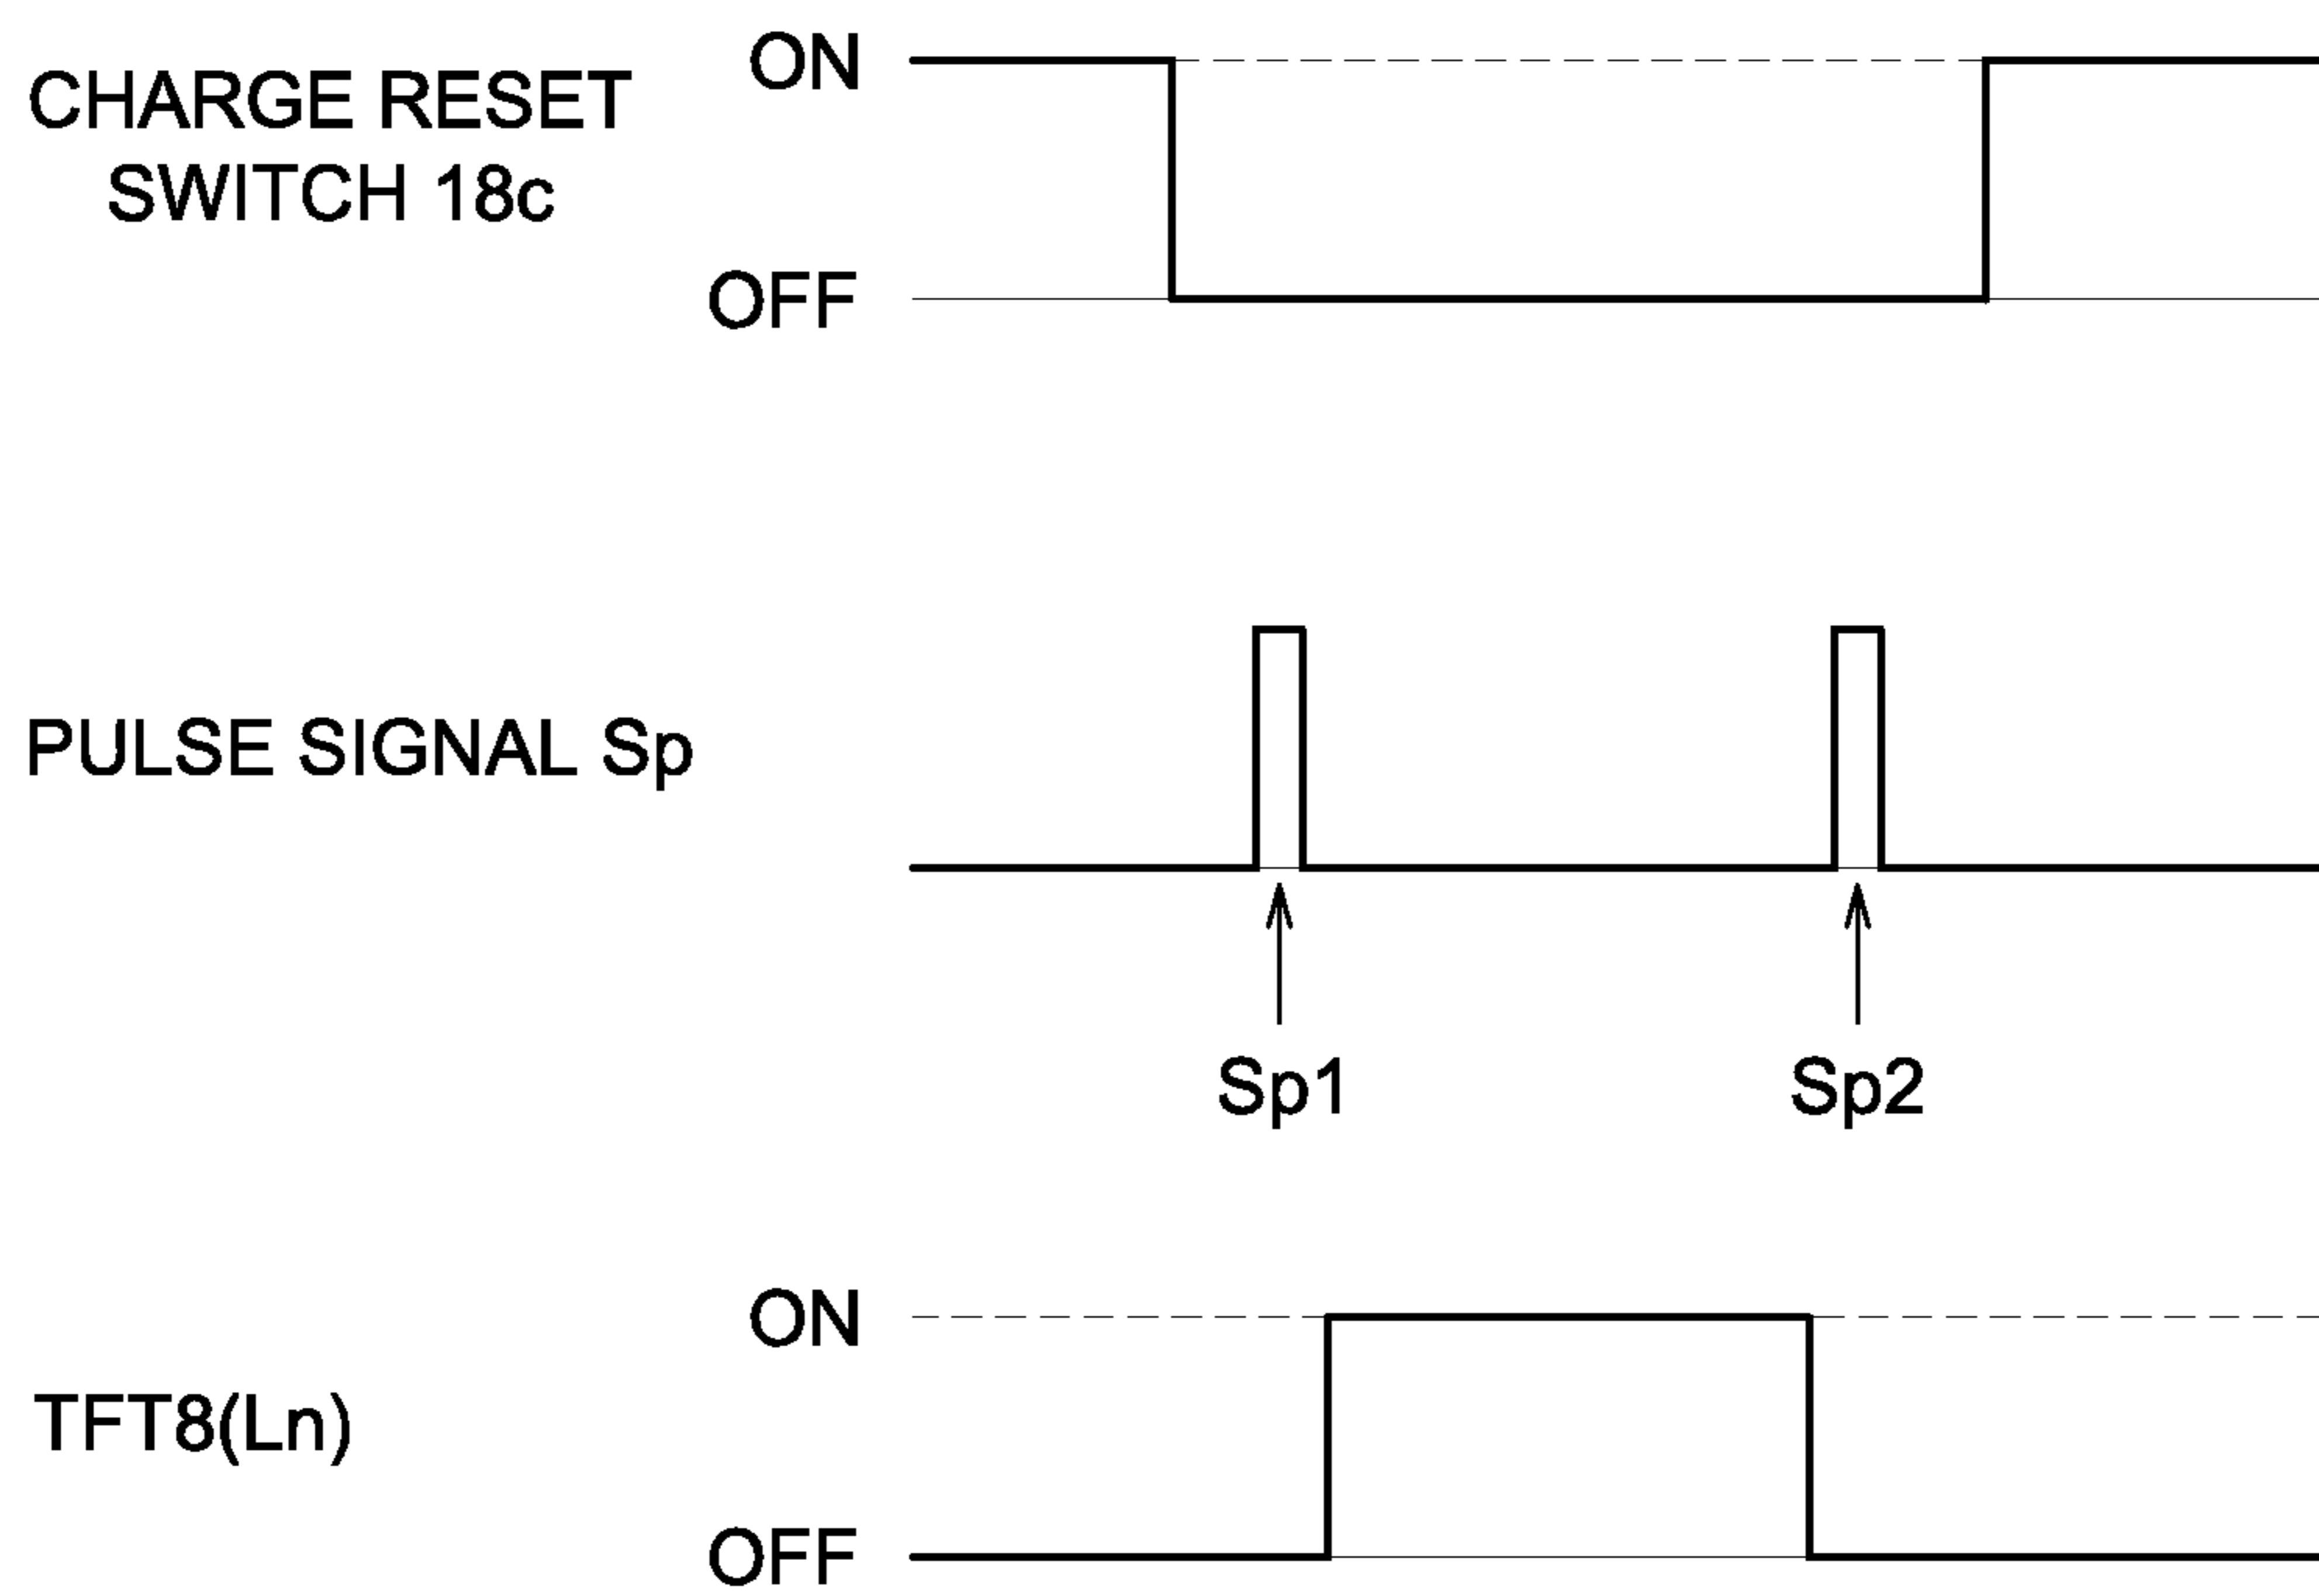 ON
CHARGE RESET
SWITCH 18c
OFF
PULSE SIGNAL Sp
Sp1
Sp2
ON
TFT8(Ln)
OFF